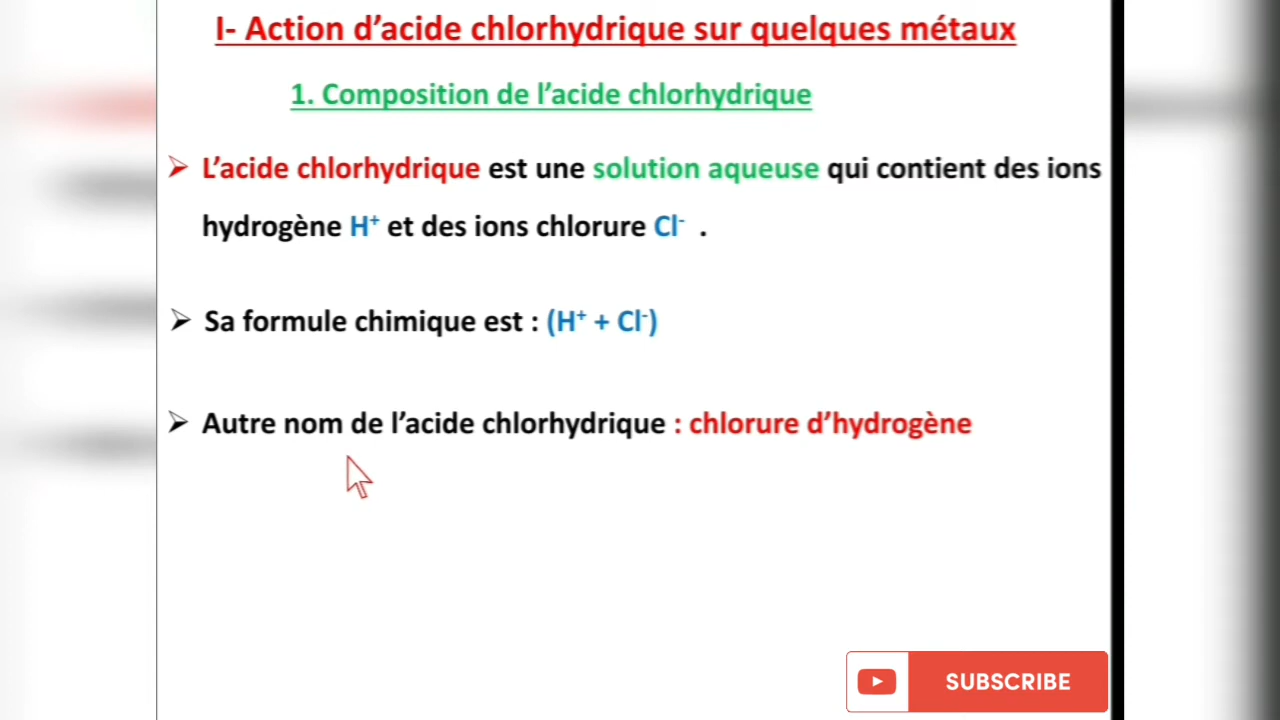 I- Action d’acide chlorhydrique sur quelques métaux
1. Composition de l’acide chlorhydrique
➢ L’acide chlorhydrique est une solution aqueuse qui contient des ions
hydrogène H⁺ et des ions chlorure Cl⁻ .
➢ Sa formule chimique est : (H⁺ + Cl⁻)
➢ Autre nom de l’acide chlorhydrique : chlorure d’hydrogène
SUBSCRIBE